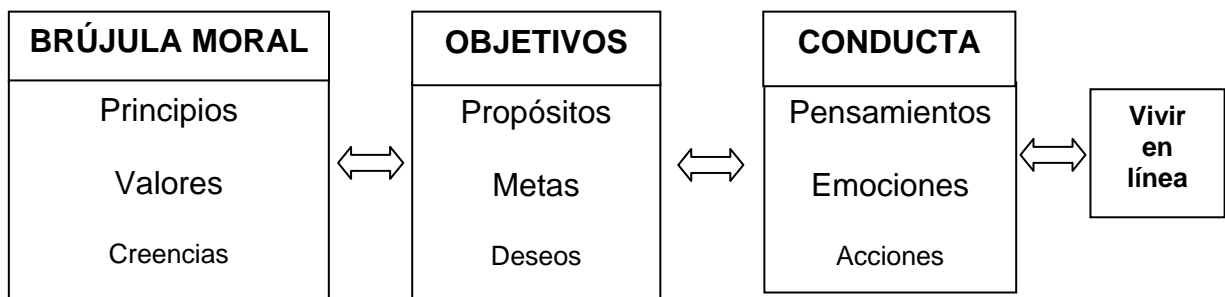 BRÚJULA MORAL
Principios
Valores
Creencias
OBJETIVOS
Propósitos
Metas
Deseos
CONDUCTA
Pensamientos
Emociones
Acciones
Vivir
en
línea